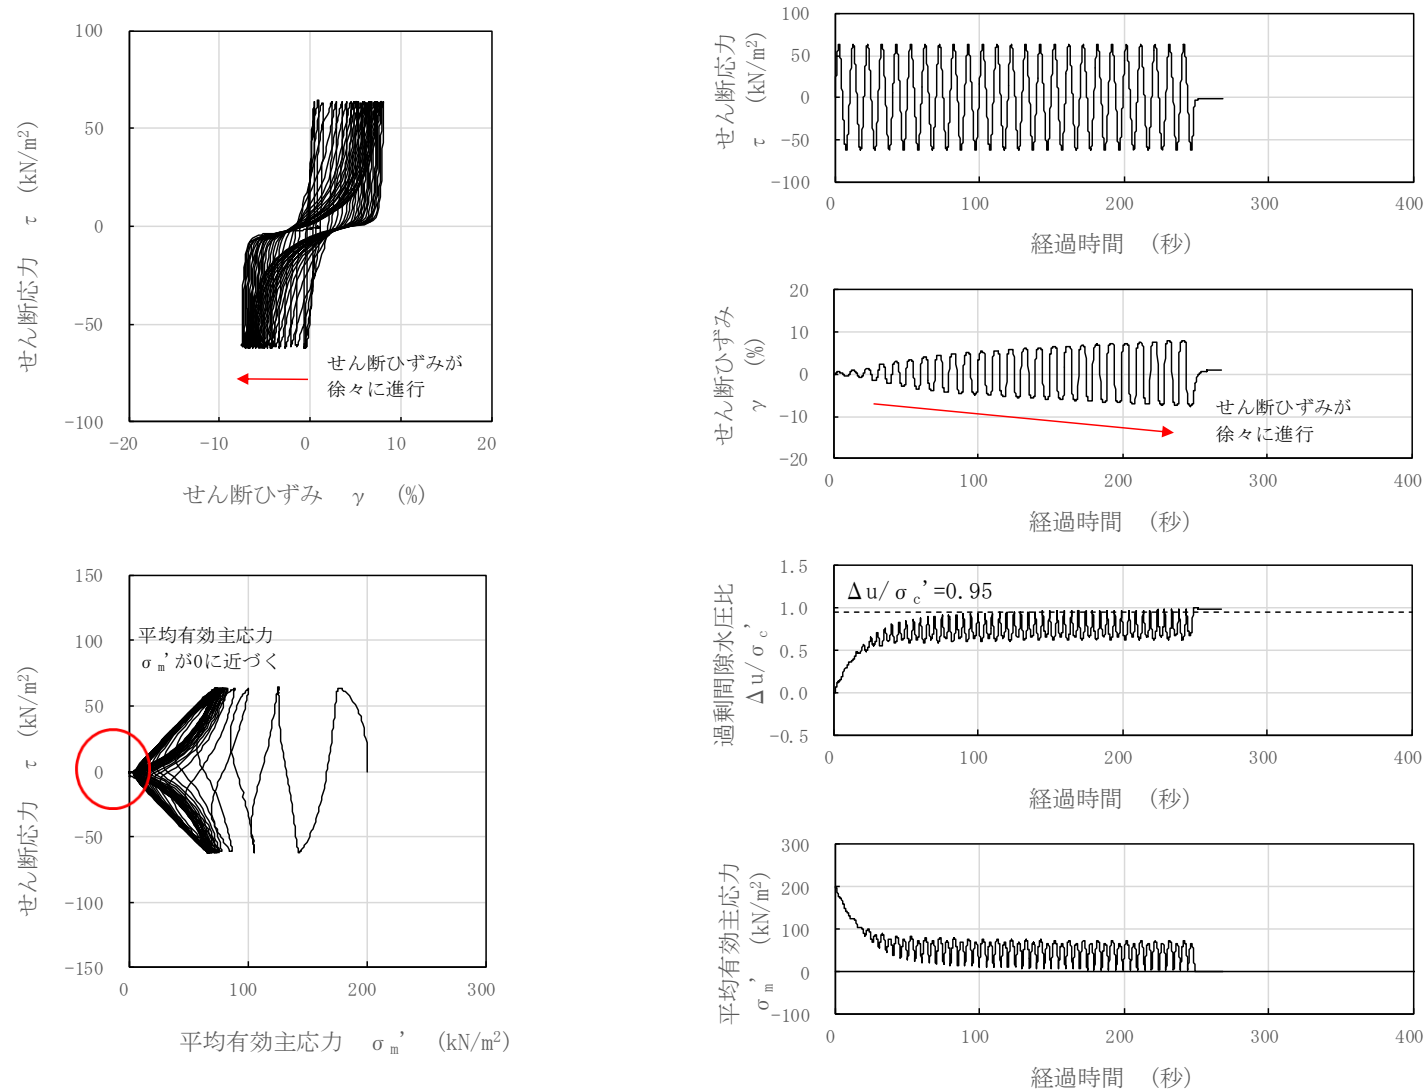 100
50
0
-50
-100
-20
-10
0
10
20
せん断応力 τ (kN/m²)
せん断ひずみ γ (%)
せん断ひずみが
徐々に進行
150
100
50
0
-50
-100
-150
0
100
200
300
せん断応力 τ (kN/m²)
平均有効主応力 σm' (kN/m²)
平均有効主応力
σm'が0に近づく
100
50
0
-50
-100
0
100
200
300
400
せん断応力
τ (kN/m²)
経過時間 (秒)
20
10
0
-10
-20
0
100
200
300
400
せん断ひずみ
γ (%)
せん断ひずみが
徐々に進行
経過時間 (秒)
1.5
1.0
0.5
0.0
-0.5
0
100
200
300
400
過剰間隙水圧比
Δu/σc'
Δu/σc'=0.95
経過時間 (秒)
300
200
100
0
-100
0
100
200
300
400
平均有効主応力
σm' (kN/m²)
経過時間 (秒)